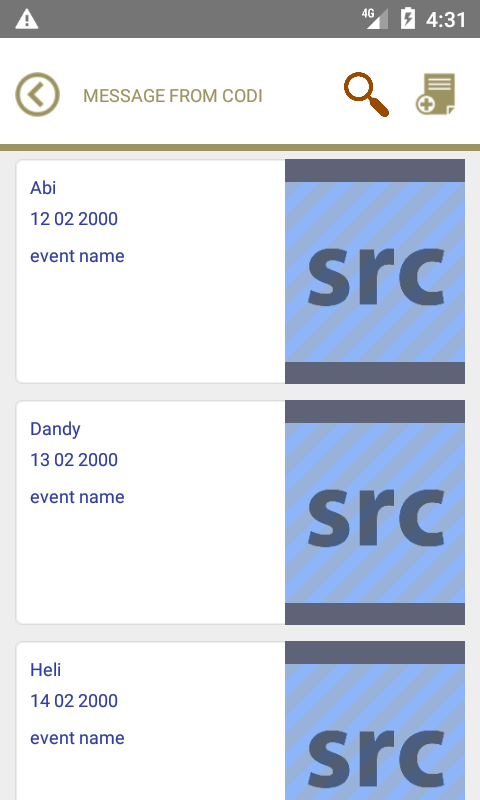 4G 4:31
MESSAGE FROM CODI
Abi
12 02 2000
event name
src
Dandy
13 02 2000
event name
src
Heli
14 02 2000
event name
src